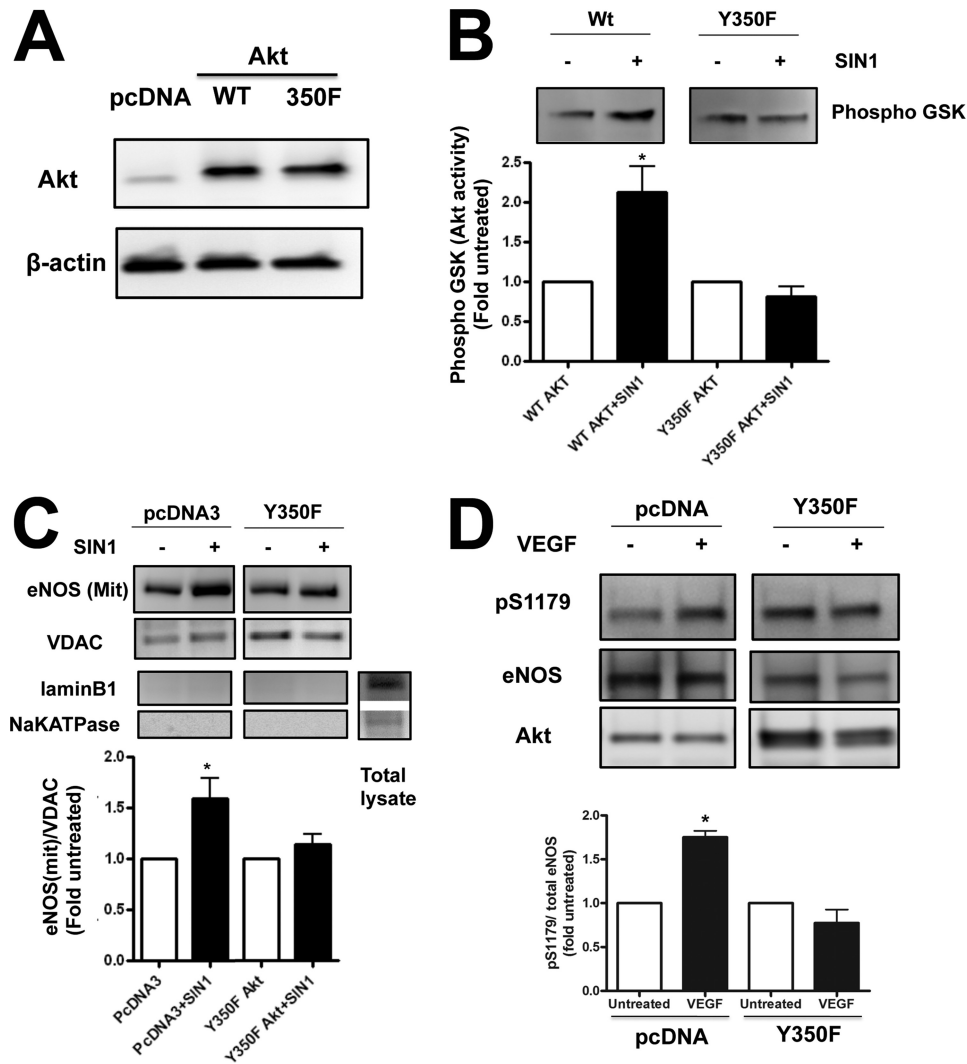 A
Akt
pcDNA WT 350F
Akt
β-actin
B
Wt Y350F
- + - + SIN1
Phospho GSK
Phospho GSK (Akt activity)
(Fold untreated)
2.5
2.0
1.5
1.0
0.5
0.0
*
WT AKT
WT AKT+SIN1
Y350F AKT
Y350F AKT+SIN1
C
pcDNA3 Y350F
SIN1 - + - +
eNOS (Mit)
VDAC
laminB1
NaKATPase
Total
lysate
eNOS(mit)/VDAC
(Fold untreated)
2.0
1.5
1.0
0.5
0.0
*
PcDNA3
PcDNA3+SIN1
Y350F Akt
Y350F Akt+SIN1
D
pcDNA Y350F
VEGF - + - +
pS1179
eNOS
Akt
pS1179/ total eNOS
(fold untreated)
2.0
1.5
1.0
0.5
0.0
*
Untreated VEGF Untreated VEGF
pcDNA Y350F